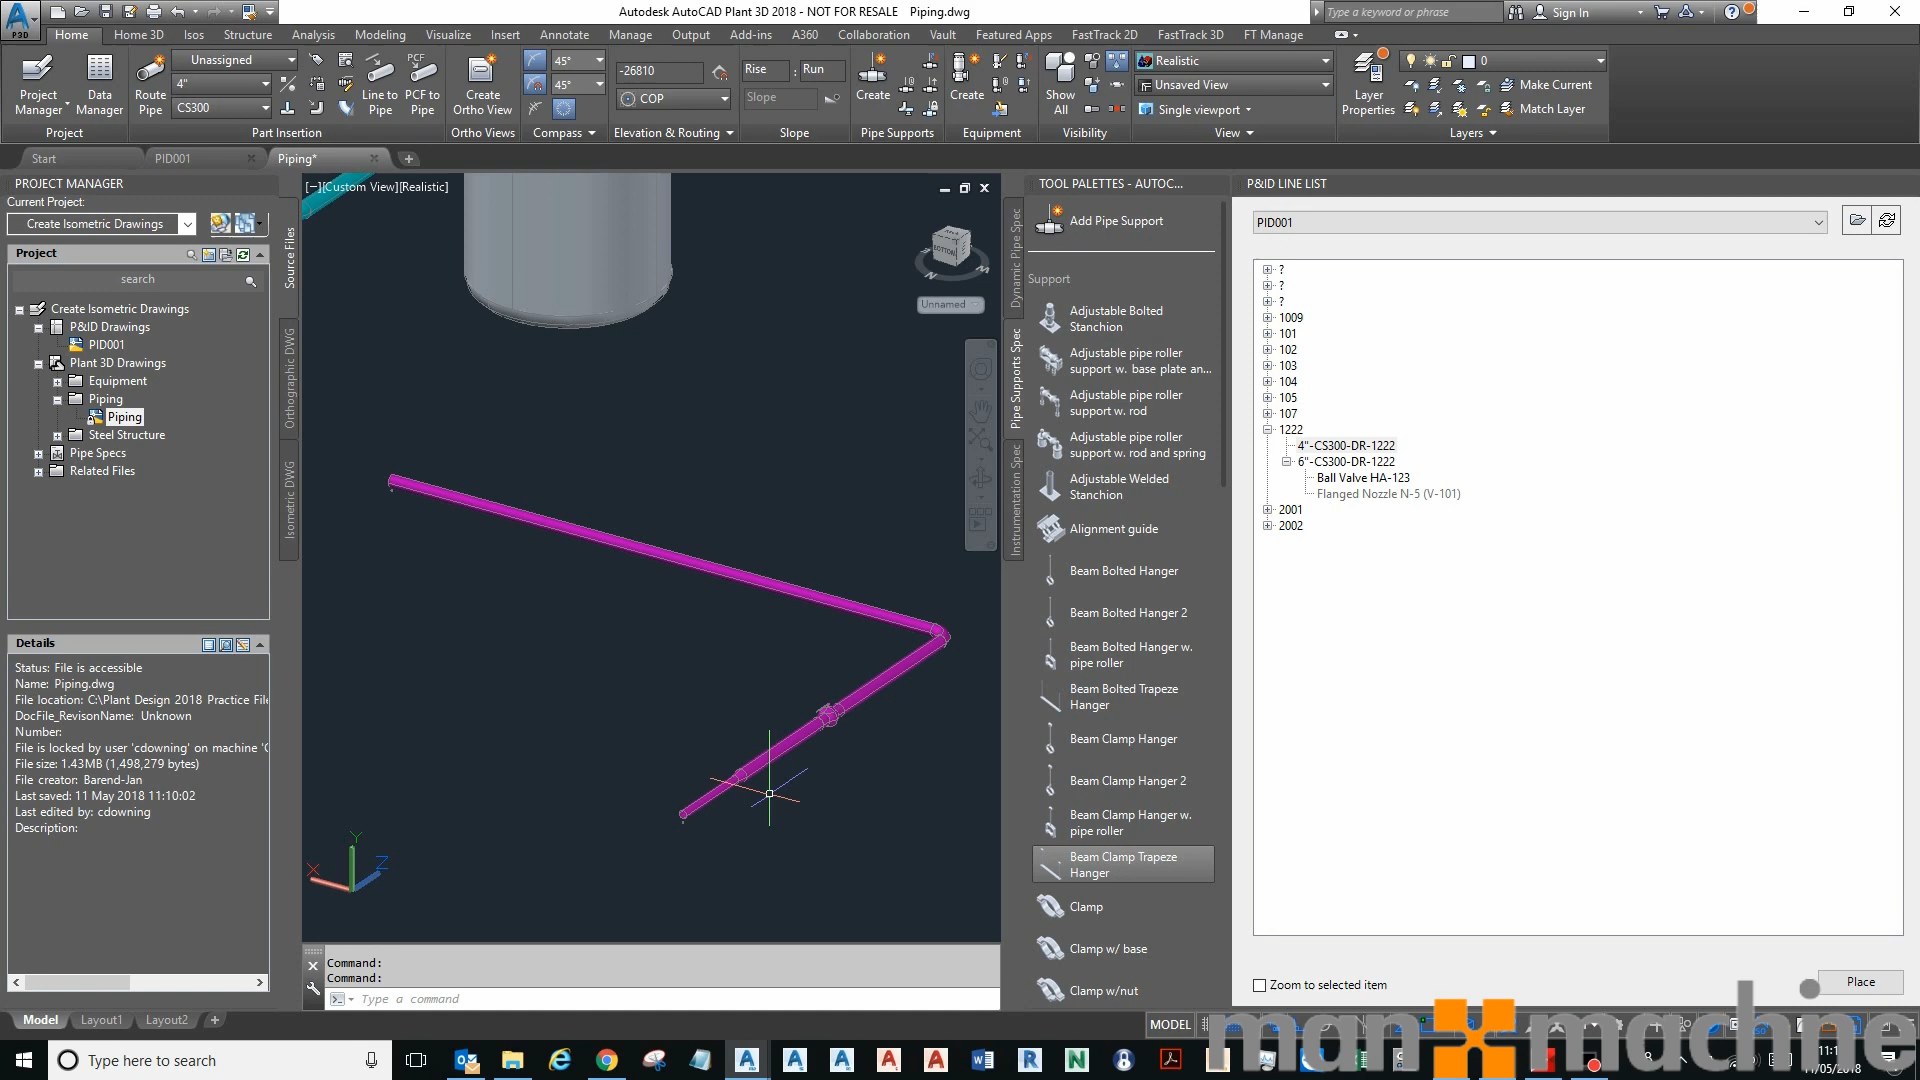 Autodesk AutoCAD Plant 3D 2018 - NOT FOR RESALE    Piping.dwg
Type a keyword or phrase
Sign In
P3D
Home
Home 3D
Isos
Structure
Analysis
Modeling
Visualize
Insert
Annotate
Manage
Output
Add-ins
A360
Collaboration
Vault
Featured Apps
FastTrack 2D
FastTrack 3D
FT Manage
Project
Manager
Data
Manager
Route
Pipe
Unassigned
4"
CS300
Line to
Pipe
PCF
PCF to
Pipe
Create
Ortho View
45°
45°
-26810
COP
Rise : Run
Slope
Create
Create
Show
All
Realistic
Unsaved View
Single viewport
Layer
Properties
0
Make Current
Match Layer
Project
Part Insertion
Ortho Views
Compass
Elevation & Routing
Slope
Pipe Supports
Equipment
Visibility
View
Layers
Start
PID001
Piping*
PROJECT MANAGER
Current Project:
Create Isometric Drawings
Project
search
Create Isometric Drawings
P&ID Drawings
PID001
Plant 3D Drawings
Equipment
Piping
Piping
Steel Structure
Pipe Specs
Related Files
Source Files
Orthographic DWG
Isometric DWG
Details
Status: File is accessible
Name: Piping.dwg
File location: C:\Plant Design 2018 Practice File
DocFile_RevisonName: Unknown
Number:
File is locked by user 'cdowning' on machine 'C
File size: 1.43MB (1,498,279 bytes)
File creator: Barend-Jan
Last saved: 11 May 2018 11:10:02
Last edited by: cdowning
Description:
[−][Custom View][Realistic]
BOTTOM
N
Unnamed
Y
X
Z
Command:
Command:
Type a command
Model
Layout1
Layout2
TOOL PALETTES - AUTOC...
Dynamic Pipe Spec
Pipe Supports Spec
Instrumentation Spec
Add Pipe Support
Support
Adjustable Bolted
Stanchion
Adjustable pipe roller
support w. base plate an...
Adjustable pipe roller
support w. rod
Adjustable pipe roller
support w. rod and spring
Adjustable Welded
Stanchion
Alignment guide
Beam Bolted Hanger
Beam Bolted Hanger 2
Beam Bolted Hanger w.
pipe roller
Beam Bolted Trapeze
Hanger
Beam Clamp Hanger
Beam Clamp Hanger 2
Beam Clamp Hanger w.
pipe roller
Beam Clamp Trapeze
Hanger
Clamp
Clamp w/ base
Clamp w/nut
P&ID LINE LIST
PID001
?
?
?
1009
101
102
103
104
105
107
1222
4"-CS300-DR-1222
6"-CS300-DR-1222
Ball Valve HA-123
Flanged Nozzle N-5 (V-101)
2001
2002
Zoom to selected item
Place
MODEL
man machine
Type here to search
11/05/2018